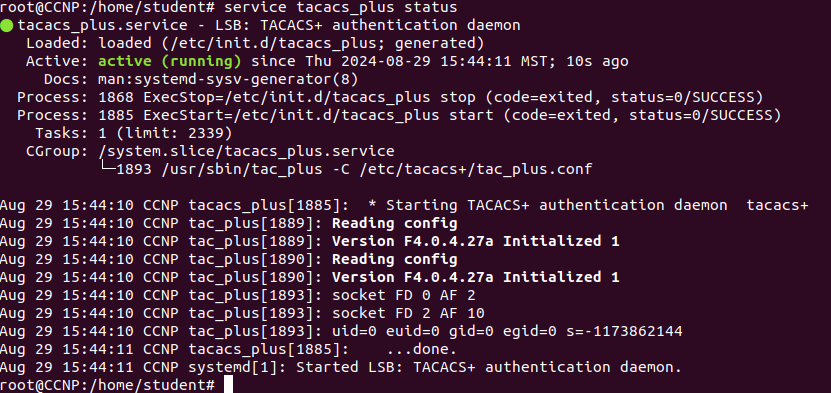 root@CCNP:/home/student# service tacacs_plus status
● tacacs_plus.service - LSB: TACACS+ authentication daemon
   Loaded: loaded (/etc/init.d/tacacs_plus; generated)
   Active: active (running) since Thu 2024-08-29 15:44:11 MST; 10s ago
     Docs: man:systemd-sysv-generator(8)
  Process: 1868 ExecStop=/etc/init.d/tacacs_plus stop (code=exited, status=0/SUCCESS)
  Process: 1885 ExecStart=/etc/init.d/tacacs_plus start (code=exited, status=0/SUCCESS)
    Tasks: 1 (limit: 2339)
   CGroup: /system.slice/tacacs_plus.service
           └─1893 /usr/sbin/tac_plus -C /etc/tacacs+/tac_plus.conf

Aug 29 15:44:10 CCNP tacacs_plus[1885]:  * Starting TACACS+ authentication daemon  tacacs+
Aug 29 15:44:10 CCNP tac_plus[1889]: Reading config
Aug 29 15:44:10 CCNP tac_plus[1889]: Version F4.0.4.27a Initialized 1
Aug 29 15:44:10 CCNP tac_plus[1890]: Reading config
Aug 29 15:44:10 CCNP tac_plus[1890]: Version F4.0.4.27a Initialized 1
Aug 29 15:44:10 CCNP tac_plus[1893]: socket FD 0 AF 2
Aug 29 15:44:10 CCNP tac_plus[1893]: socket FD 2 AF 10
Aug 29 15:44:10 CCNP tac_plus[1893]: uid=0 euid=0 gid=0 egid=0 s=-1173862144
Aug 29 15:44:11 CCNP tacacs_plus[1885]:    ...done.
Aug 29 15:44:11 CCNP systemd[1]: Started LSB: TACACS+ authentication daemon.
root@CCNP:/home/student#